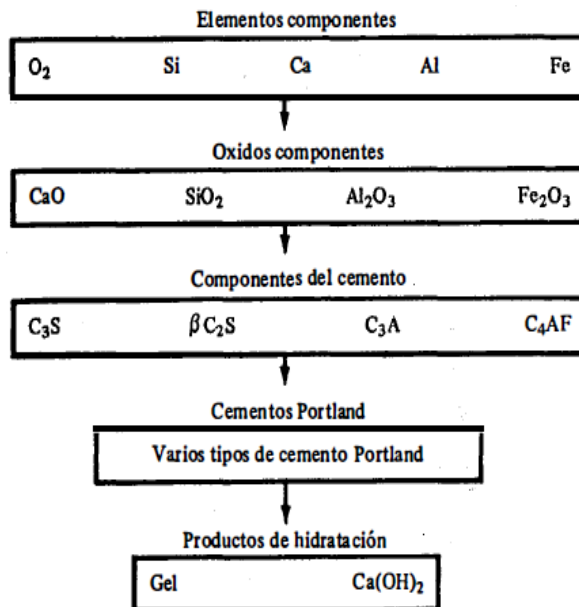 Elementos componentes
O₂ Si Ca Al Fe
Oxidos componentes
CaO SiO₂ Al₂O₃ Fe₂O₃
Componentes del cemento
C₃S βC₂S C₃A C₄AF
Cementos Portland
Varios tipos de cemento Portland
Productos de hidratación
Gel Ca(OH)₂